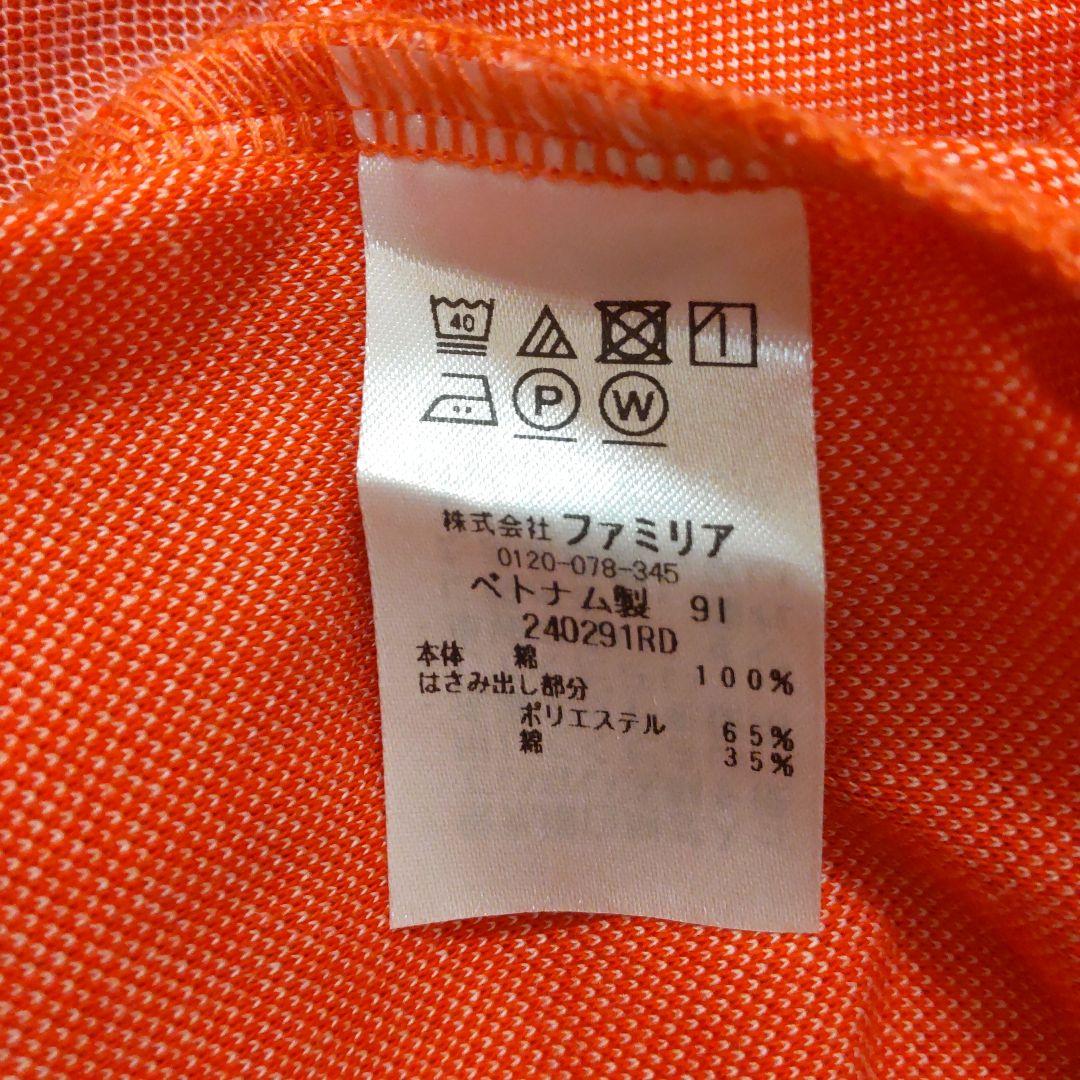 40
P W
株式会社 ファミリア
0120-078-345
ベトナム製 9I
240291RD
本体 綿 100%
はさみ出し部分
ポリエステル 65%
綿 35%